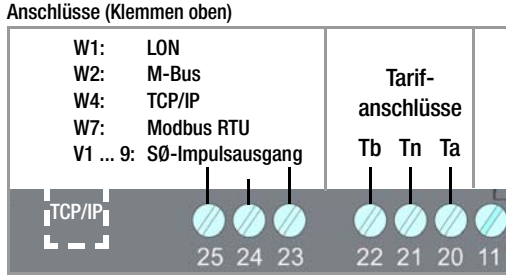 Anschlüsse (Klemmen oben)
W1: LON
W2: M-Bus
W4: TCP/IP
W7: Modbus RTU
V1 ... 9: SØ-Impulsausgang
Tarif-
anschlüsse
Tb Tn Ta
TCP/IP
25 24 23 22 21 20 11